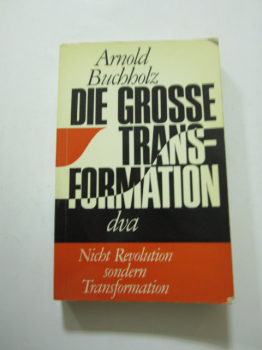 Arnold
Buchholz
DIE GROSSE
TRANS-
FORMATION
dva
Nicht Revolution
sondern
Transformation